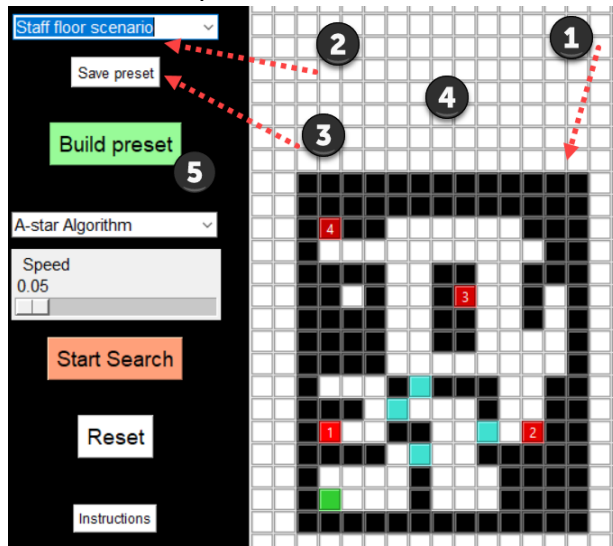 Staff floor scenario
Save preset
Build preset
A-star Algorithm
Speed
0.05
Start Search
Reset
Instructions
1
2
4
3
5
4
3
1
2